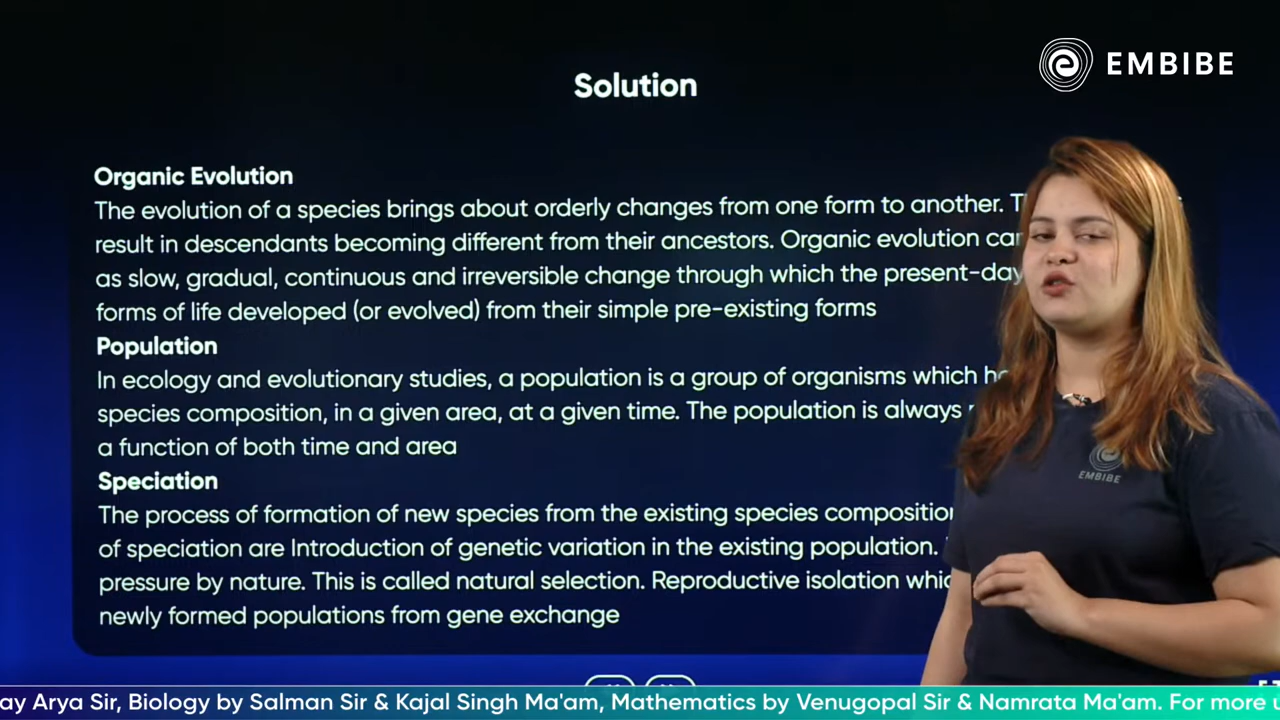 EMBIBE
Solution
Organic Evolution
The evolution of a species brings about orderly changes from one form to another.
result in descendants becoming different from their ancestors. Organic evolution
as slow, gradual, continuous and irreversible change through which the present-day
forms of life developed (or evolved) from their simple pre-existing forms
Population
In ecology and evolutionary studies, a population is a group of organisms which
species composition, in a given area, at a given time. The population is always
a function of both time and area
Speciation
The process of formation of new species from the existing species
of speciation are Introduction of genetic variation in the existing population.
pressure by nature. This is called natural selection. Reproductive isolation
newly formed populations from gene exchange
EMBIBE
Arya Sir, Biology by Salman Sir & Kajal Singh Ma'am, Mathematics by Venugopal Sir & Namrata Ma'am. For more